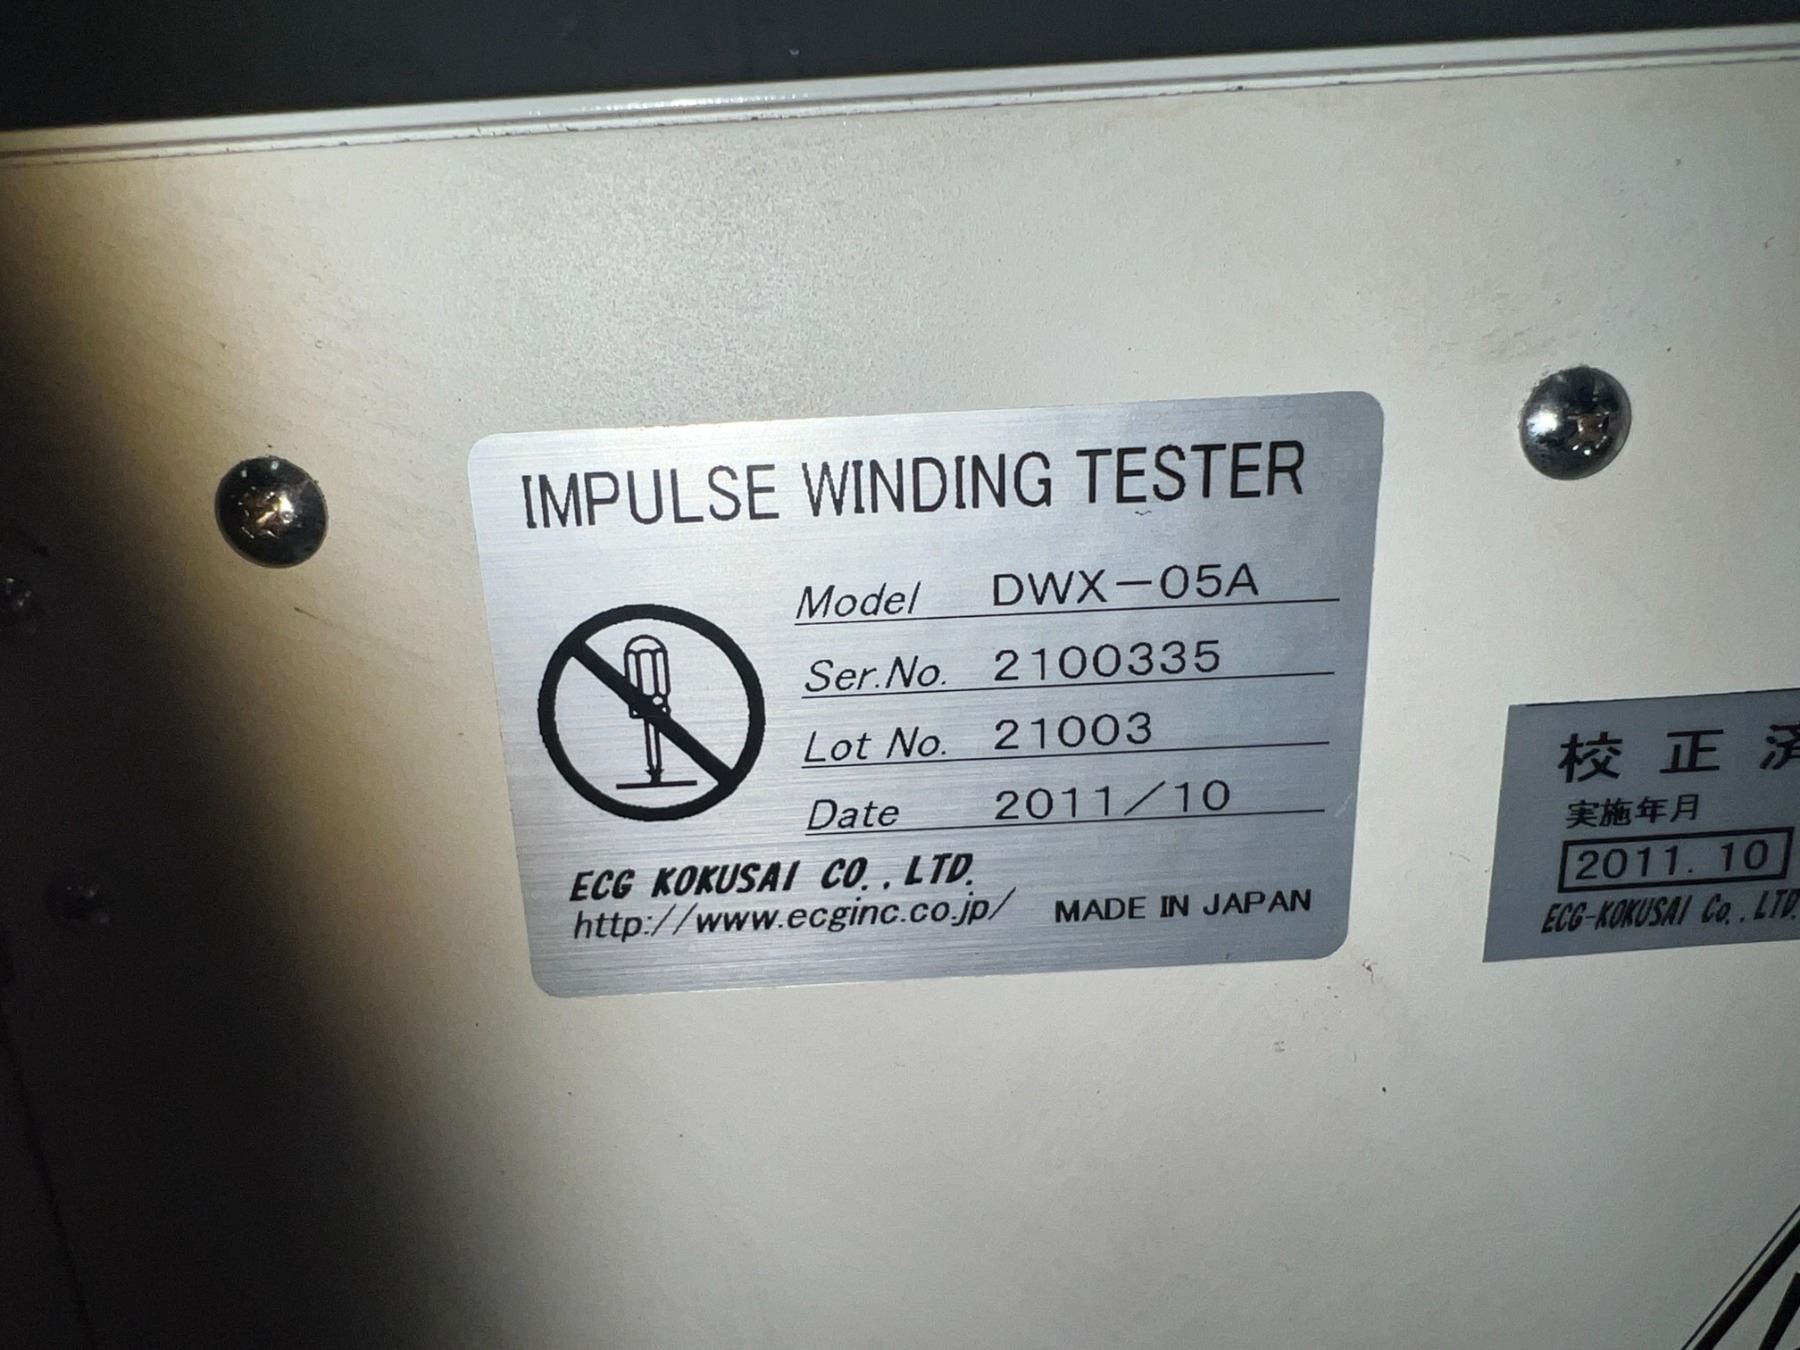 IMPULSE WINDING TESTER
Model DWX-05A
Ser.No. 2100335
Lot No. 21003
Date 2011/10
ECG KOKUSAI CO., LTD.
http://www.ecginc.co.jp/ MADE IN JAPAN
校正済
実施年月
2011. 10
ECG-KOKUSAI Co., LTD.